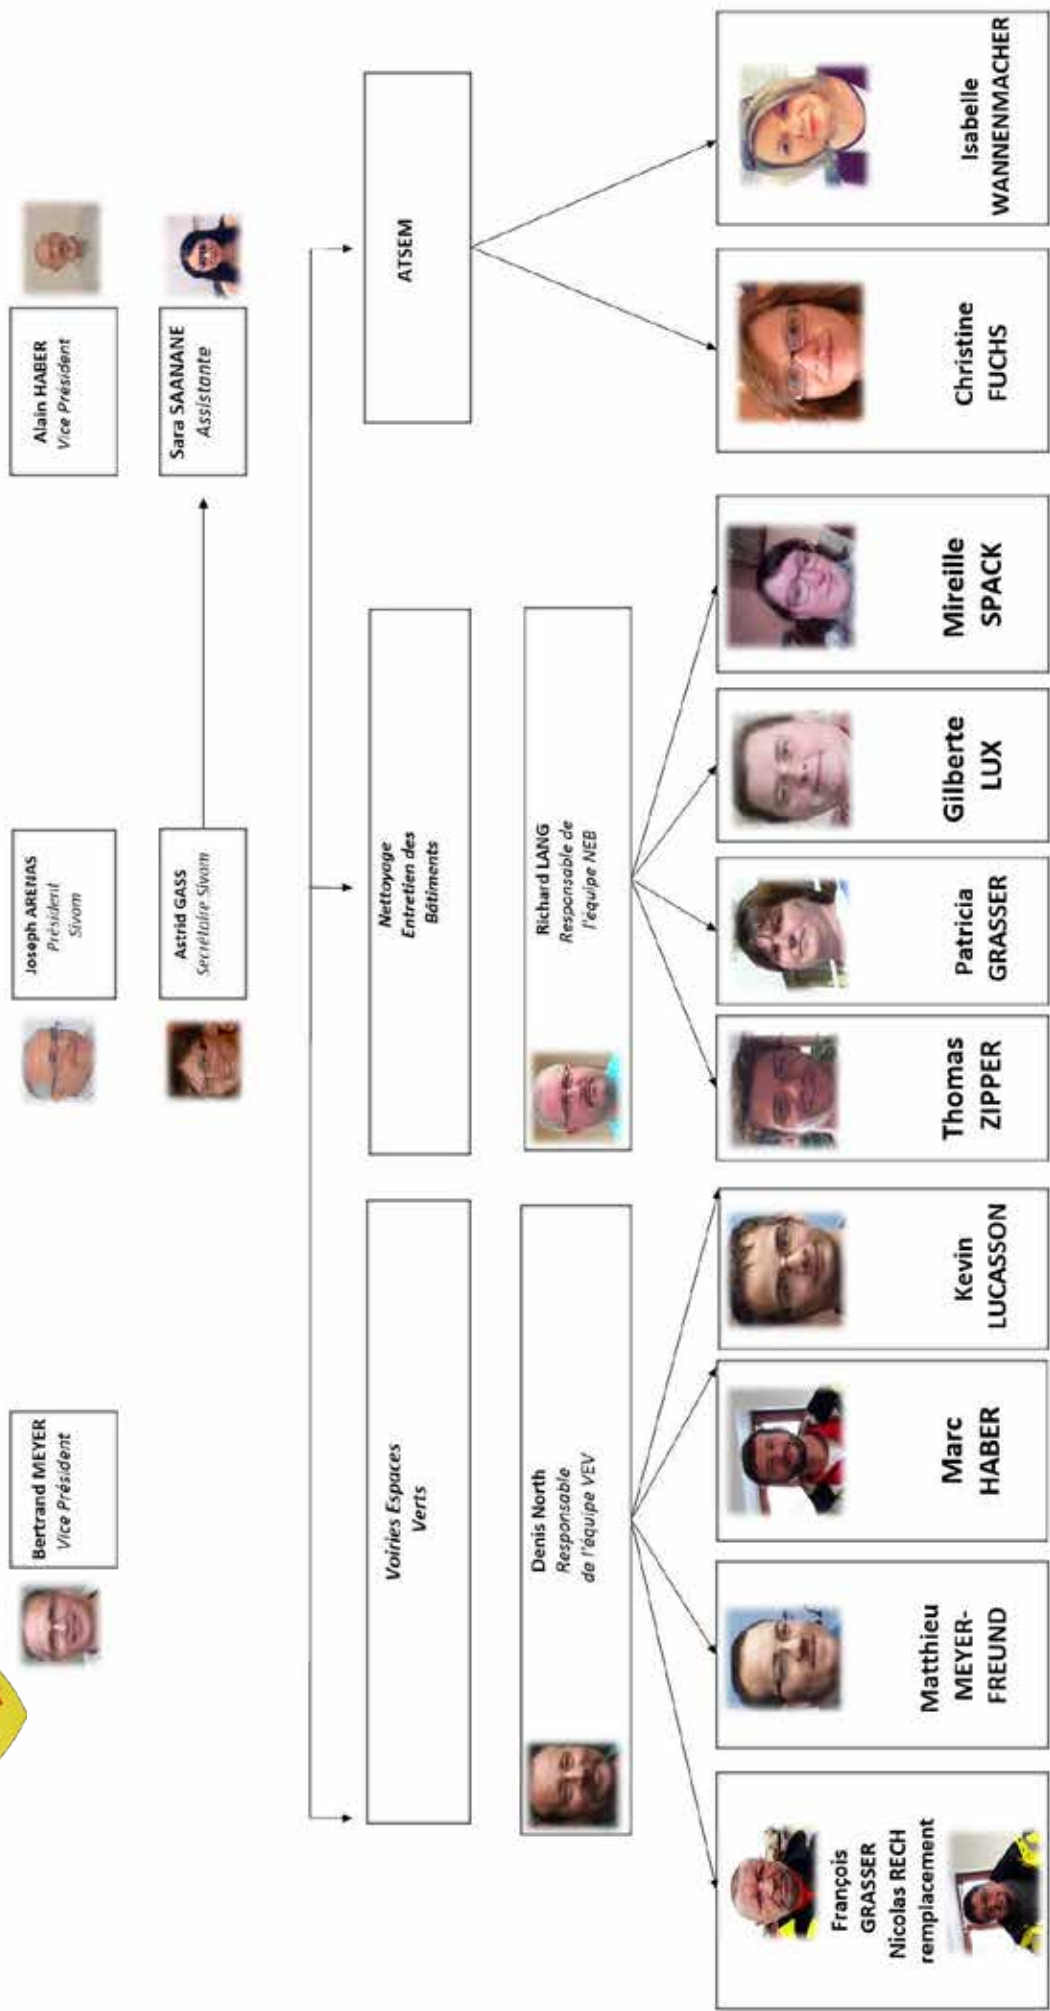 Bertrand MEYER
Vice Président
Joseph ARENAS
Président
Sivom
Alain HABER
Vice Président
Astrid GASS
Secrétaire Sivom
Sara SAANANE
Assistante
Voiries Espaces
Verts
Nettoyage
Entretien des
Bâtiments
ATSEM
Denis North
Responsable
de l'équipe VEV
Richard LANG
Responsable de
l'équipe NEB
François
GRASSER
Nicolas RECH
remplacement
Matthieu
MEYER-
FREUND
Marc
HABER
Kevin
LUCASSON
Thomas
ZIPPER
Patricia
GRASSER
Gilberte
LUX
Mireille
SPACK
Christine
FUCHS
Isabelle
WANNENMACHER